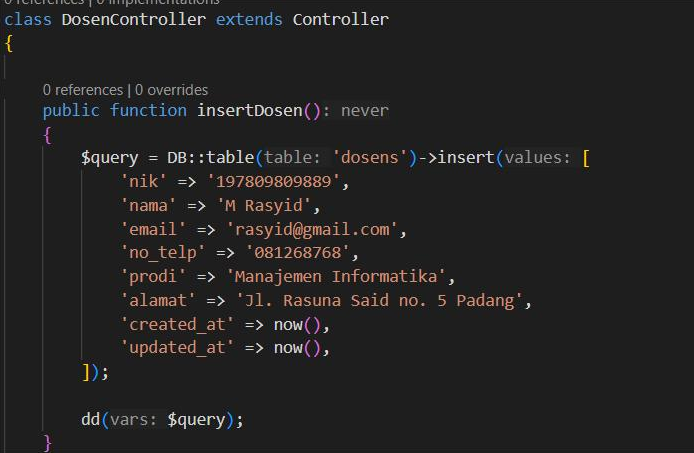 0 references | 0 implementations
class DosenController extends Controller
{
0 references | 0 overrides
public function insertDosen(): never
{
$query = DB::table(table: 'dosens')->insert(values: [
'nik' => '197809809889',
'nama' => 'M Rasyid',
'email' => 'rasyid@gmail.com',
'no_telp' => '081268768',
'prodi' => 'Manajemen Informatika',
'alamat' => 'Jl. Rasuna Said no. 5 Padang',
'created_at' => now(),
'updated_at' => now(),
]);
dd(vars: $query);
}